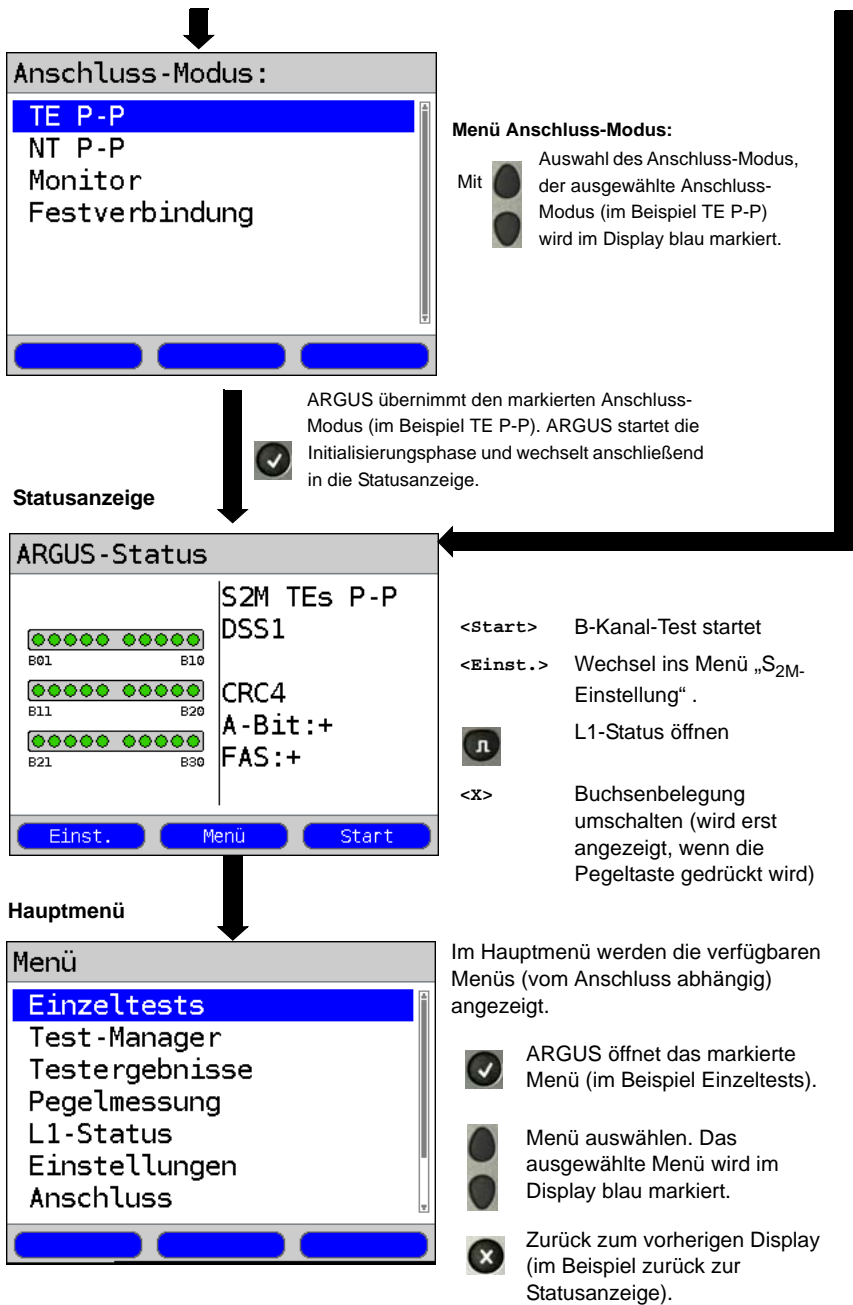 Anschluss-Modus:
TE P-P
NT P-P
Monitor
Festverbindung
Menü Anschluss-Modus:
Mit
Auswahl des Anschluss-Modus,
der ausgewählte Anschluss-
Modus (im Beispiel TE P-P)
wird im Display blau markiert.
ARGUS übernimmt den markierten Anschluss-
Modus (im Beispiel TE P-P). ARGUS startet die
Initialisierungsphase und wechselt anschließend
in die Statusanzeige.
Statusanzeige
ARGUS-Status
B01 B10
B11 B20
B21 B30
S2M TEs P-P
DSS1
CRC4
A-Bit:+
FAS:+
Einst. Menü Start
<Start> B-Kanal-Test startet
<Einst.> Wechsel ins Menü „S2M-
Einstellung“ .
L1-Status öffnen
<X> Buchsenbelegung
umschalten (wird erst
angezeigt, wenn die
Pegeltaste gedrückt wird)
Hauptmenü
Menü
Einzeltests
Test-Manager
Testergebnisse
Pegelmessung
L1-Status
Einstellungen
Anschluss
Im Hauptmenü werden die verfügbaren
Menüs (vom Anschluss abhängig)
angezeigt.
ARGUS öffnet das markierte
Menü (im Beispiel Einzeltests).
Menü auswählen. Das
ausgewählte Menü wird im
Display blau markiert.
Zurück zum vorherigen Display
(im Beispiel zurück zur
Statusanzeige).